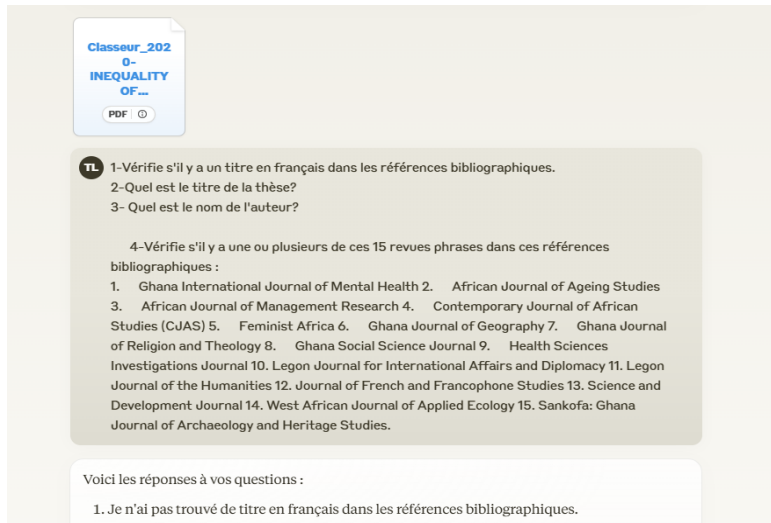 Classeur_202
0-
INEQUALITY
OF...
PDF
TL
1-Vérifie s'il y a un titre en français dans les références bibliographiques.
2-Quel est le titre de la thèse?
3- Quel est le nom de l'auteur?
4-Vérifie s'il y a une ou plusieurs de ces 15 revues phrases dans ces références
bibliographiques :
1. Ghana International Journal of Mental Health 2. African Journal of Ageing Studies
3. African Journal of Management Research 4. Contemporary Journal of African
Studies (CJAS) 5. Feminist Africa 6. Ghana Journal of Geography 7. Ghana Journal
of Religion and Theology 8. Ghana Social Science Journal 9. Health Sciences
Investigations Journal 10. Legon Journal for International Affairs and Diplomacy 11. Legon
Journal of the Humanities 12. Journal of French and Francophone Studies 13. Science and
Development Journal 14. West African Journal of Applied Ecology 15. Sankofa: Ghana
Journal of Archaeology and Heritage Studies.
Voici les réponses à vos questions :
1. Je n'ai pas trouvé de titre en français dans les références bibliographiques.